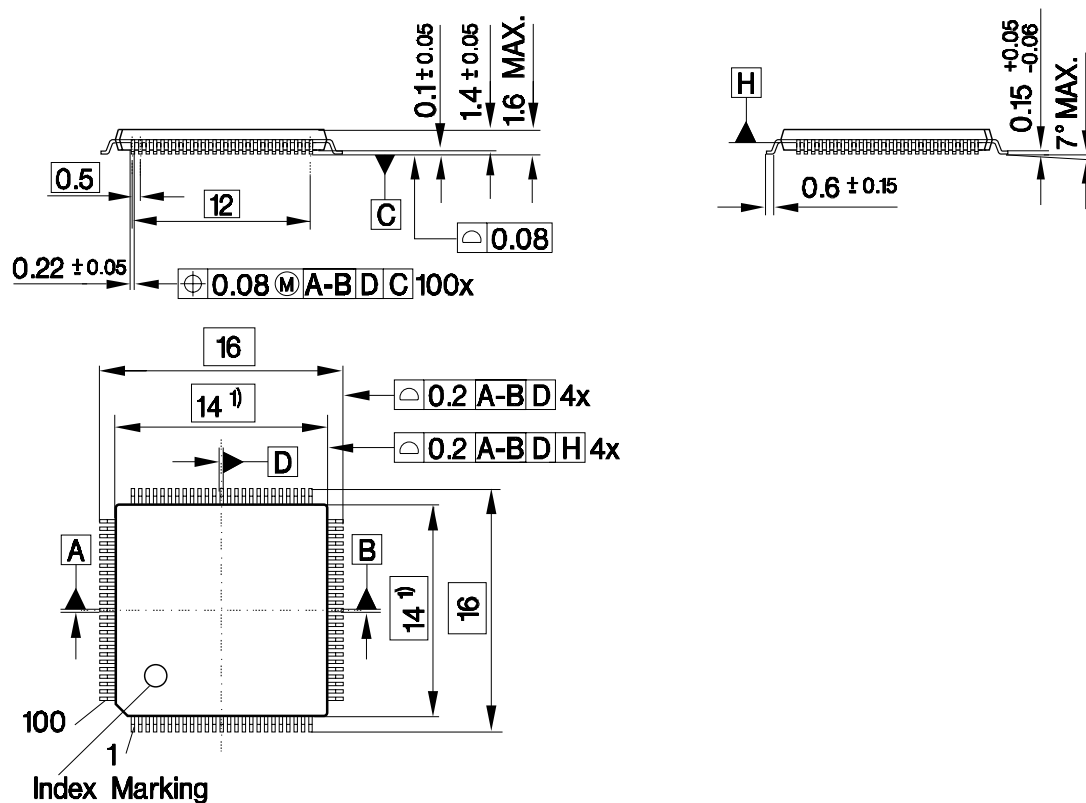 0.1 ± 0.05
1.4 ± 0.05
1.6 MAX.
H
0.15 +0.05 -0.06
7° MAX.
0.5
12
C
0.6 ± 0.15
⌓ 0.08
0.22 ± 0.05
⌖ 0.08 Ⓜ A-B D C 100x
16
14 1)
⌓ 0.2 A-B D 4x
⌓ 0.2 A-B D H 4x
D
A
B
14 1)
16
100
1
Index Marking